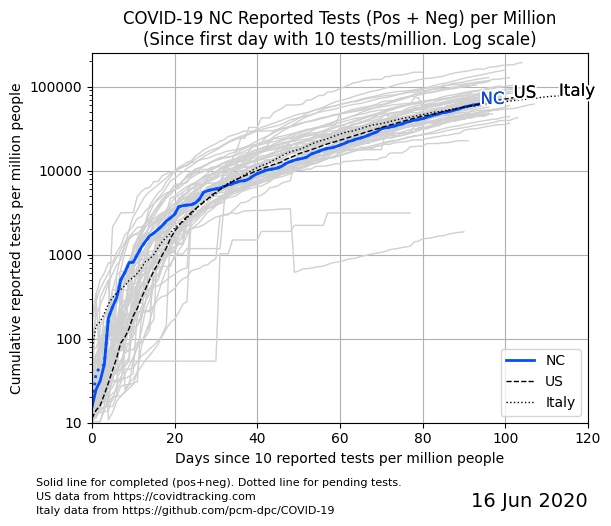 COVID-19 NC Reported Tests (Pos + Neg) per Million
(Since first day with 10 tests/million. Log scale)
Cumulative reported tests per million people
100000
10000
1000
100
10
NC
US
Italy
NC
US
Italy
0
20
40
60
80
100
120
Days since 10 reported tests per million people
Solid line for completed (pos+neg). Dotted line for pending tests.
US data from https://covidtracking.com
Italy data from https://github.com/pcm-dpc/COVID-19
16 Jun 2020